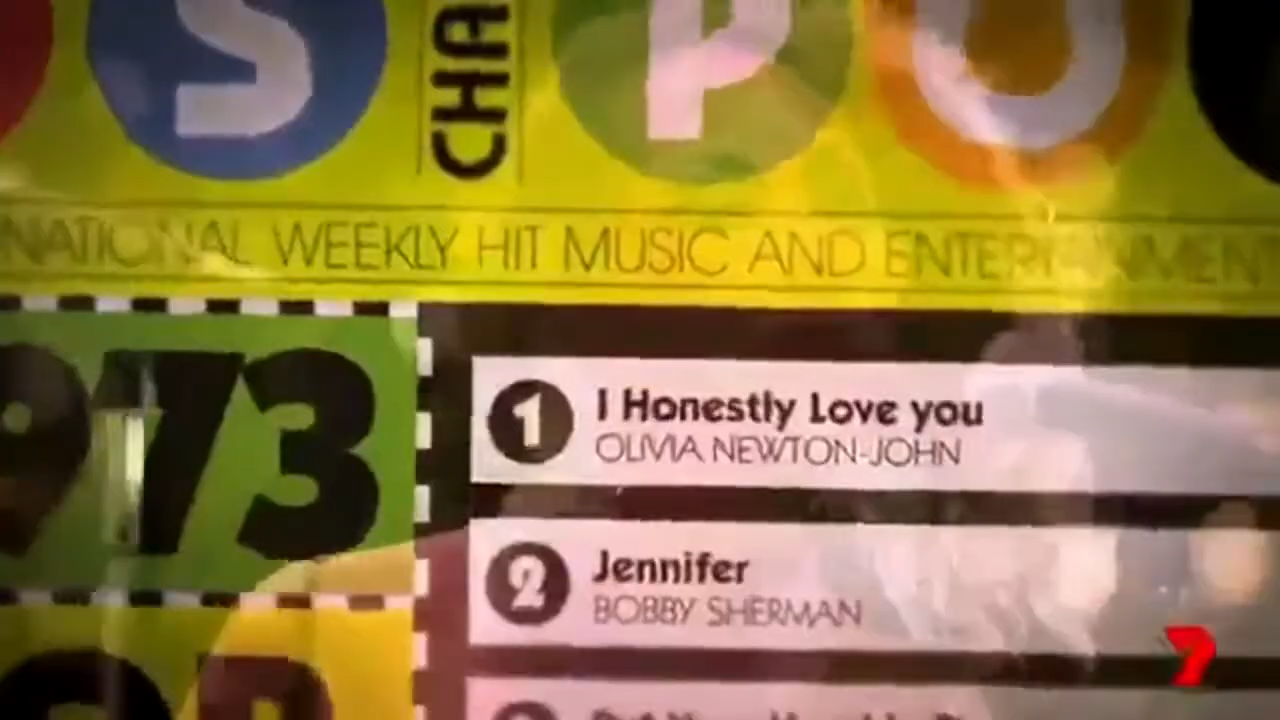 S CHA P U
NATIONAL WEEKLY HIT MUSIC AND ENTERTAINMENT
973
1 I Honestly Love you
OLIVIA NEWTON-JOHN
2 Jennifer
BOBBY SHERMAN
7